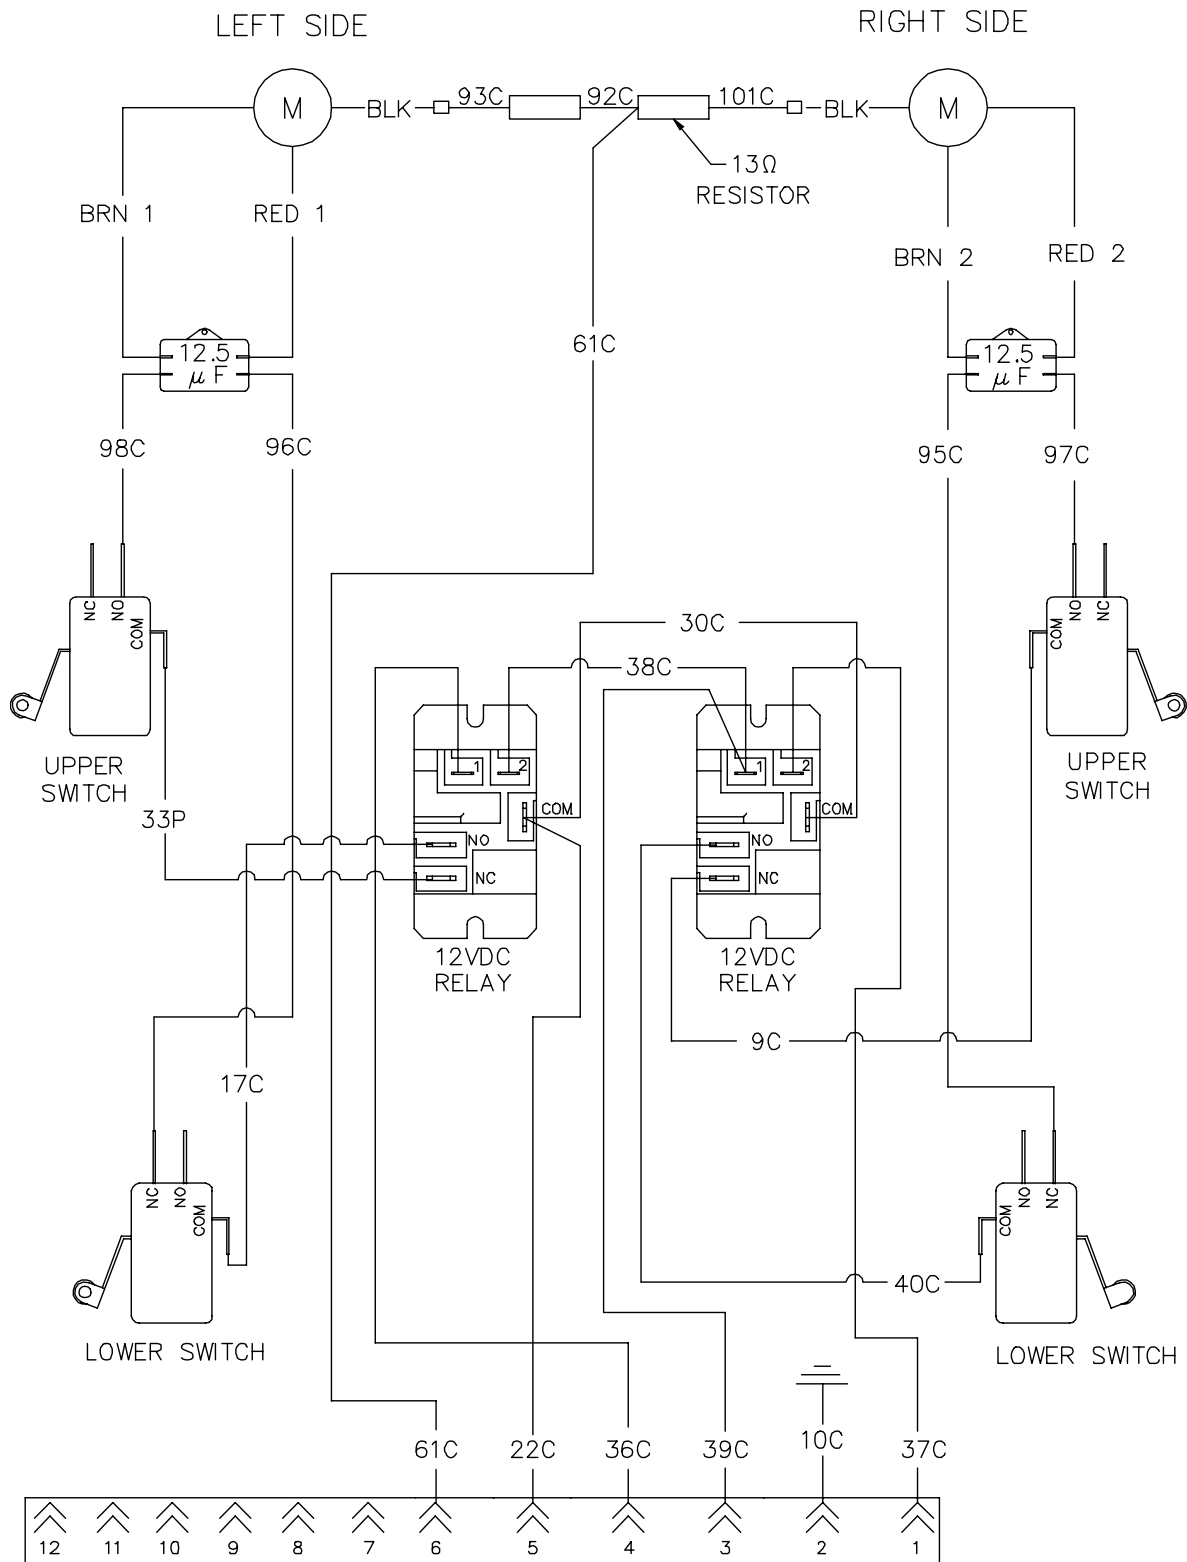 LEFT SIDE
RIGHT SIDE
M
BLK
93C
92C
101C
BLK
M
13Ω
RESISTOR
BRN 1
RED 1
BRN 2
RED 2
61C
12.5
µ F
12.5
µ F
98C
96C
95C
97C
NC
NO
COM
NO
NC
COM
30C
38C
UPPER
SWITCH
UPPER
SWITCH
1
2
COM
NO
NC
1
2
COM
NO
NC
33P
12VDC
RELAY
12VDC
RELAY
9C
17C
NC
NO
COM
NO
NC
COM
40C
LOWER SWITCH
LOWER SWITCH
61C
22C
36C
39C
10C
37C
12
11
10
9
8
7
6
5
4
3
2
1